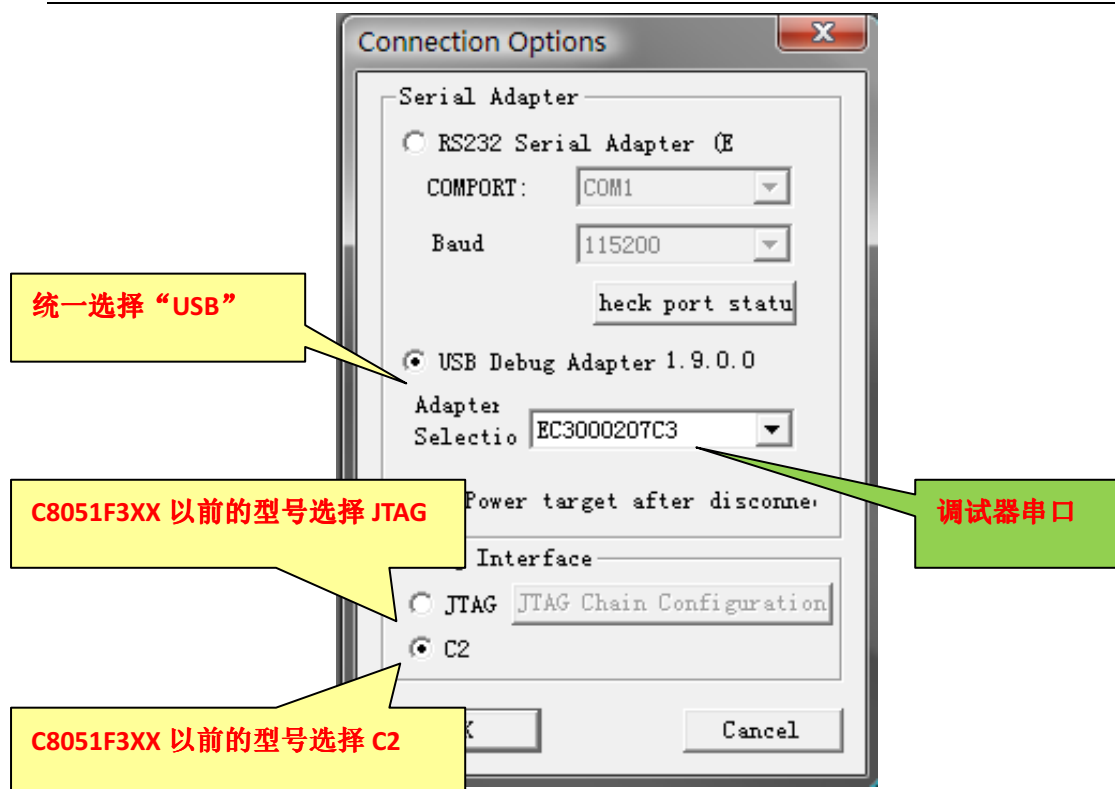 Connection Options
Serial Adapter
RS232 Serial Adapter (E
COMPORT:
COM1
Baud
115200
heck port statu
统一选择“USB”
USB Debug Adapter 1.9.0.0
Adapter
Selectio
EC3000207C3
C8051F3XX 以前的型号选择 JTAG
Power target after disconne
调试器串口
Interface
JTAG
JTAG Chain Configuration
C2
C8051F3XX 以前的型号选择 C2
Cancel